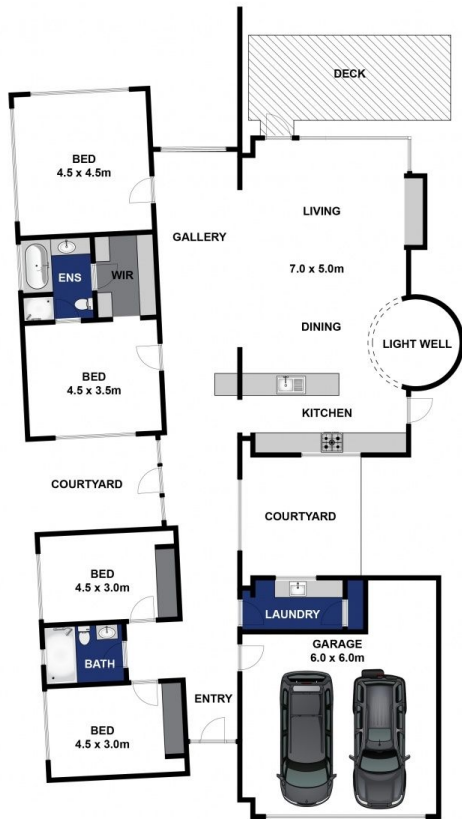 DECK
BED
4.5 x 4.5m
LIVING
GALLERY
7.0 x 5.0m
ENS
WIR
DINING
LIGHT WELL
BED
4.5 x 3.5m
KITCHEN
COURTYARD
COURTYARD
BED
4.5 x 3.0m
LAUNDRY
GARAGE
6.0 x 6.0m
BATH
ENTRY
BED
4.5 x 3.0m